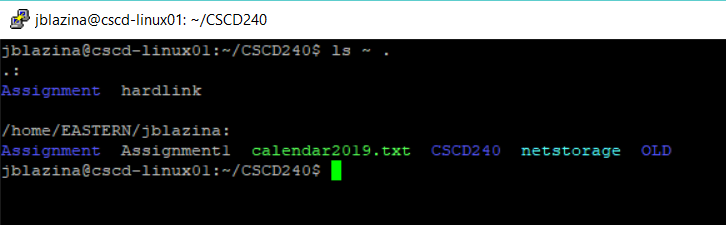 jblazina@cscd-linux01: ~/CSCD240
jblazina@cscd-linux01:~/CSCD240$ ls ~ .
.:
Assignment  hardlink

/home/EASTERN/jblazina:
Assignment  Assignment1  calendar2019.txt  CSCD240  netstorage  OLD
jblazina@cscd-linux01:~/CSCD240$